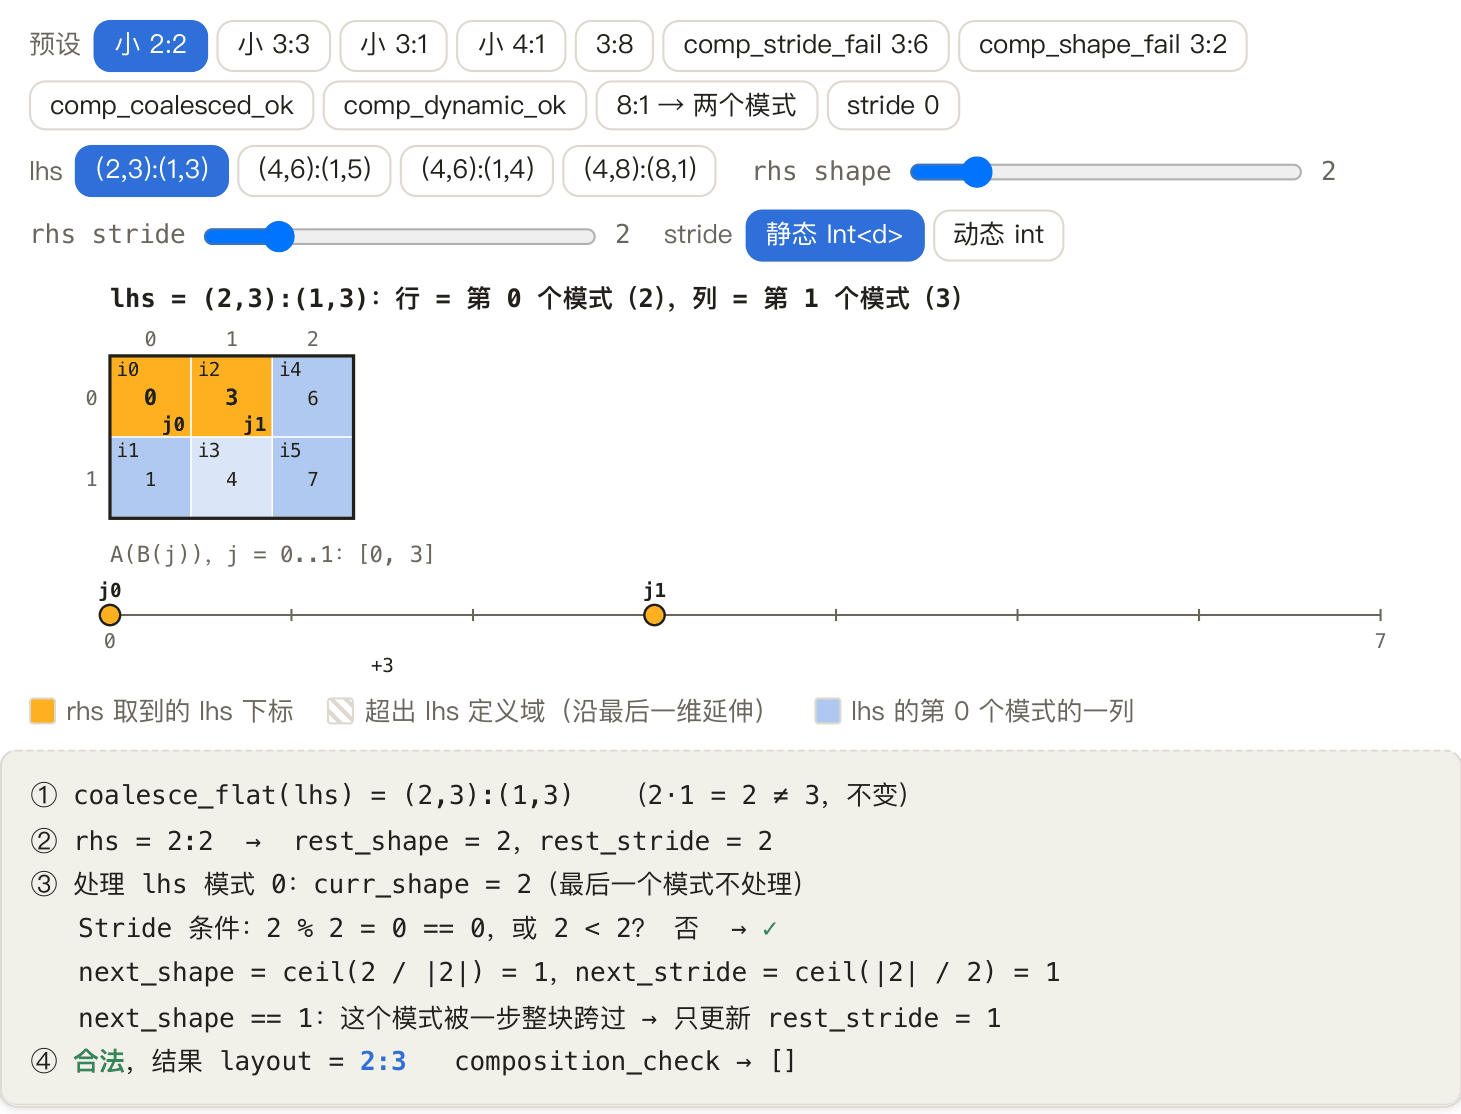 预设 小 2:2 小 3:3 小 3:1 小 4:1 3:8 comp_stride_fail 3:6 comp_shape_fail 3:2
comp_coalesced_ok comp_dynamic_ok 8:1 → 两个模式 stride 0
lhs (2,3):(1,3) (4,6):(1,5) (4,6):(1,4) (4,8):(8,1) rhs shape 2
rhs stride 2 stride 静态 Int<d> 动态 int
lhs = (2,3):(1,3)：行 = 第 0 个模式（2），列 = 第 1 个模式（3）
0 1 2
i0 i2 i4
0 0 3 6
j0 j1
i1 i3 i5
1 1 4 7
A(B(j)), j = 0..1: [0, 3]
j0 j1
0 7
+3
rhs 取到的 lhs 下标 超出 lhs 定义域（沿最后一维延伸） lhs 的第 0 个模式的一列
① coalesce_flat(lhs) = (2,3):(1,3) （2·1 = 2 ≠ 3，不变）
② rhs = 2:2 → rest_shape = 2, rest_stride = 2
③ 处理 lhs 模式 0：curr_shape = 2（最后一个模式不处理）
Stride 条件：2 % 2 = 0 == 0，或 2 < 2? 否 → ✓
next_shape = ceil(2 / |2|) = 1, next_stride = ceil(|2| / 2) = 1
next_shape == 1：这个模式被一步整块跨过 → 只更新 rest_stride = 1
④ 合法，结果 layout = 2:3 composition_check → []